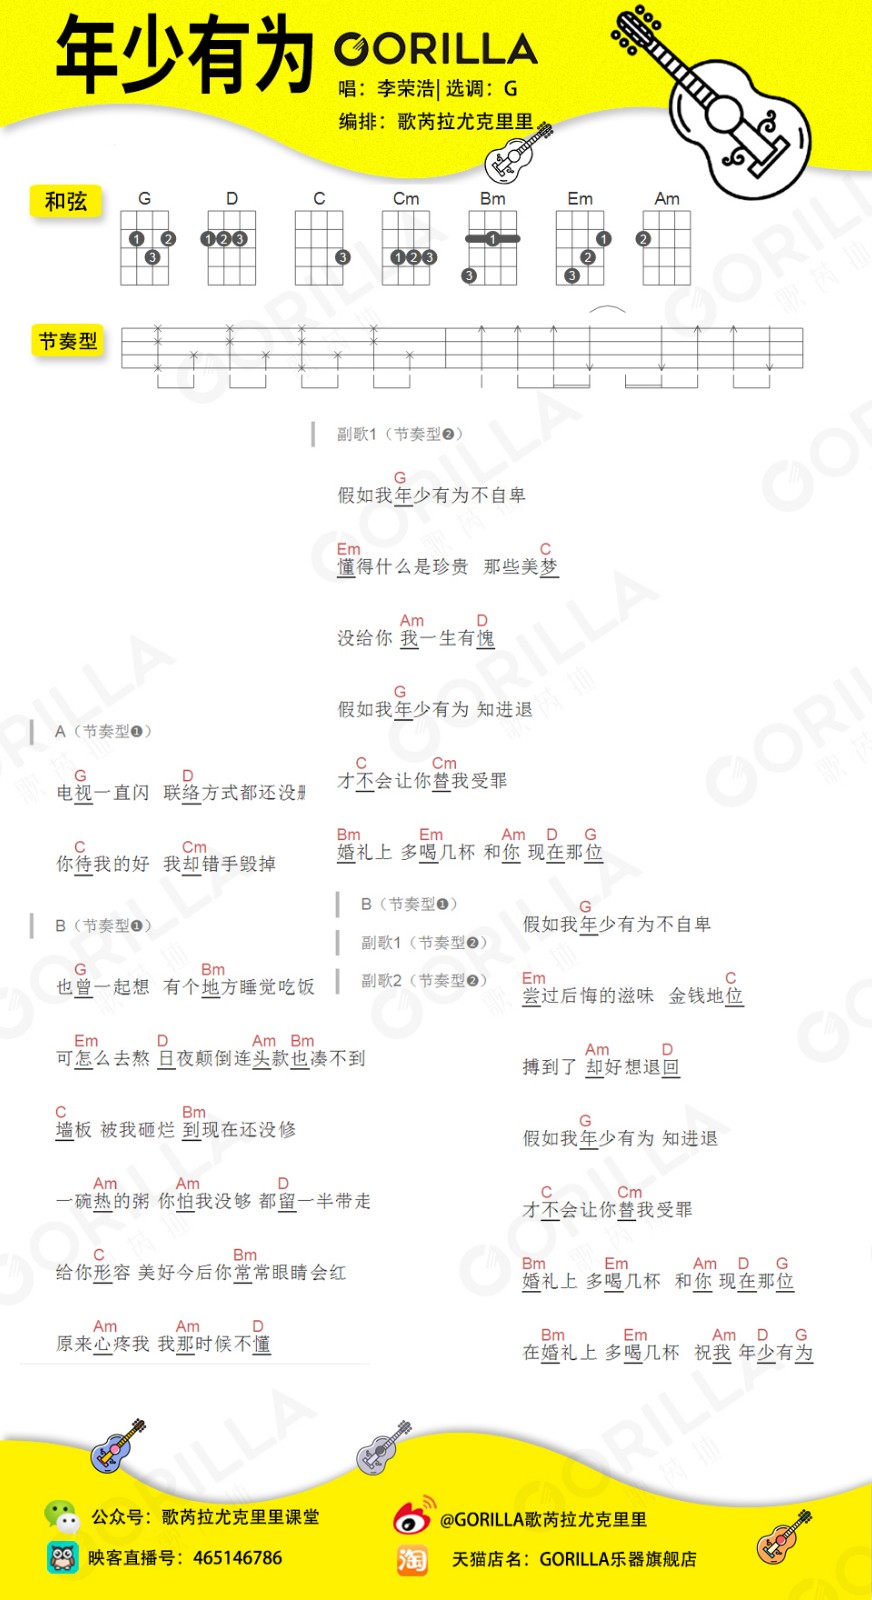 年少有为 GORILLA
唱：李荣浩| 选调：G
编排：歌芮拉尤克里里
和弦
G D C Cm Bm Em Am
1 2 3
1 2 3
3
1 2 3
1 3
1 2 3
2
节奏型
A（节奏型❶）
G D
电视一直闪 联络方式都还没删
C Cm
你待我的好 我却错手毁掉
B（节奏型❶）
G Bm
也曾一起想 有个地方睡觉吃饭
Em D Am Bm
可怎么去熬 日夜颠倒连头款也凑不到
C Bm
墙板 被我砸烂 到现在还没修
Am Am D
一碗热的粥 你怕我没够 都留一半带走
C Bm
给你形容 美好今后你常常眼睛会红
Am Am D
原来心疼我 我那时候不懂
副歌1（节奏型❷）
G
假如我年少有为不自卑
Em C
懂得什么是珍贵 那些美梦
Am D
没给你 我一生有愧
G
假如我年少有为 知进退
C Cm
才不会让你替我受罪
Bm Em Am D G
婚礼上 多喝几杯 和你 现在那位
B（节奏型❶）
副歌1（节奏型❷）
副歌2（节奏型❷）
G
假如我年少有为不自卑
Em C
尝过后悔的滋味 金钱地位
Am D
搏到了 却好想退回
G
假如我年少有为 知进退
C Cm
才不会让你替我受罪
Bm Em Am D G
婚礼上 多喝几杯 和你 现在那位
Bm Em Am D G
在婚礼上 多喝几杯 祝我 年少有为
公众号：歌芮拉尤克里里课堂
@GORILLA歌芮拉尤克里里
映客直播号：465146786
淘 天猫店名：GORILLA乐器旗舰店
GORILLA
歌芮拉